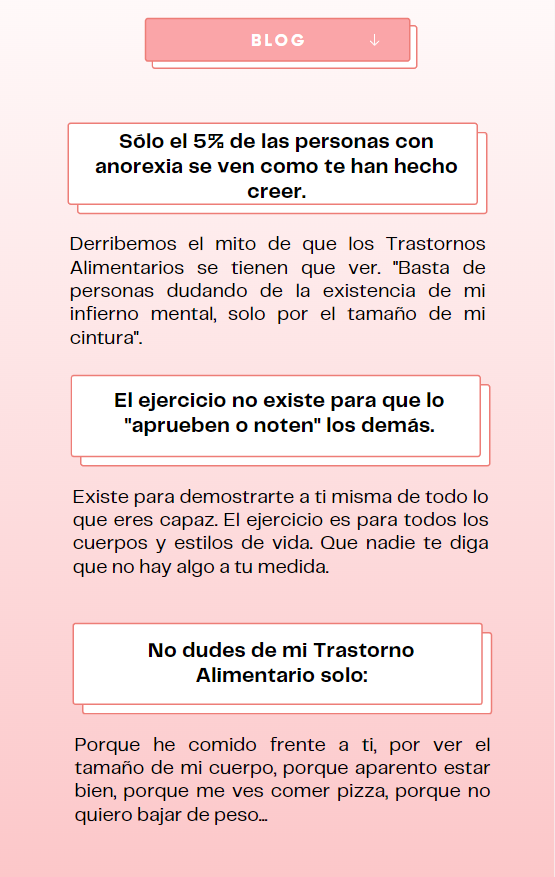 BLOG ↓
Sólo el 5% de las personas con
anorexia se ven como te han hecho
creer.
Derribemos el mito de que los Trastornos
Alimentarios se tienen que ver. "Basta de
personas dudando de la existencia de mi
infierno mental, solo por el tamaño de mi
cintura".
El ejercicio no existe para que lo
"aprueben o noten" los demás.
Existe para demostrarte a ti misma de todo lo
que eres capaz. El ejercicio es para todos los
cuerpos y estilos de vida. Que nadie te diga
que no hay algo a tu medida.
No dudes de mi Trastorno
Alimentario solo:
Porque he comido frente a ti, por ver el
tamaño de mi cuerpo, porque aparento estar
bien, porque me ves comer pizza, porque no
quiero bajar de peso...